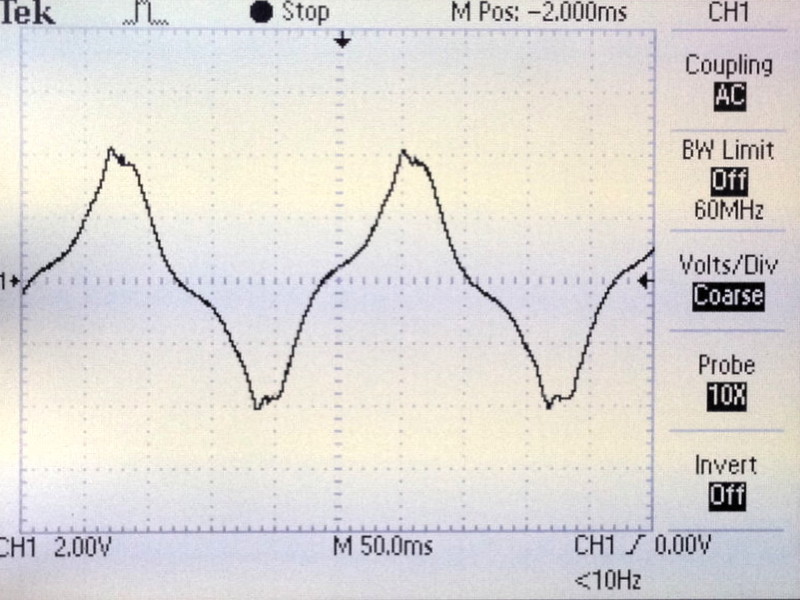 Tek
Stop
M Pos: −2.000ms
CH1
Coupling
AC
BW Limit
Off
60MHz
Volts/Div
Coarse
Probe
10X
Invert
Off
1
CH1 2.00V
M 50.0ms
CH1 0.00V
<10Hz